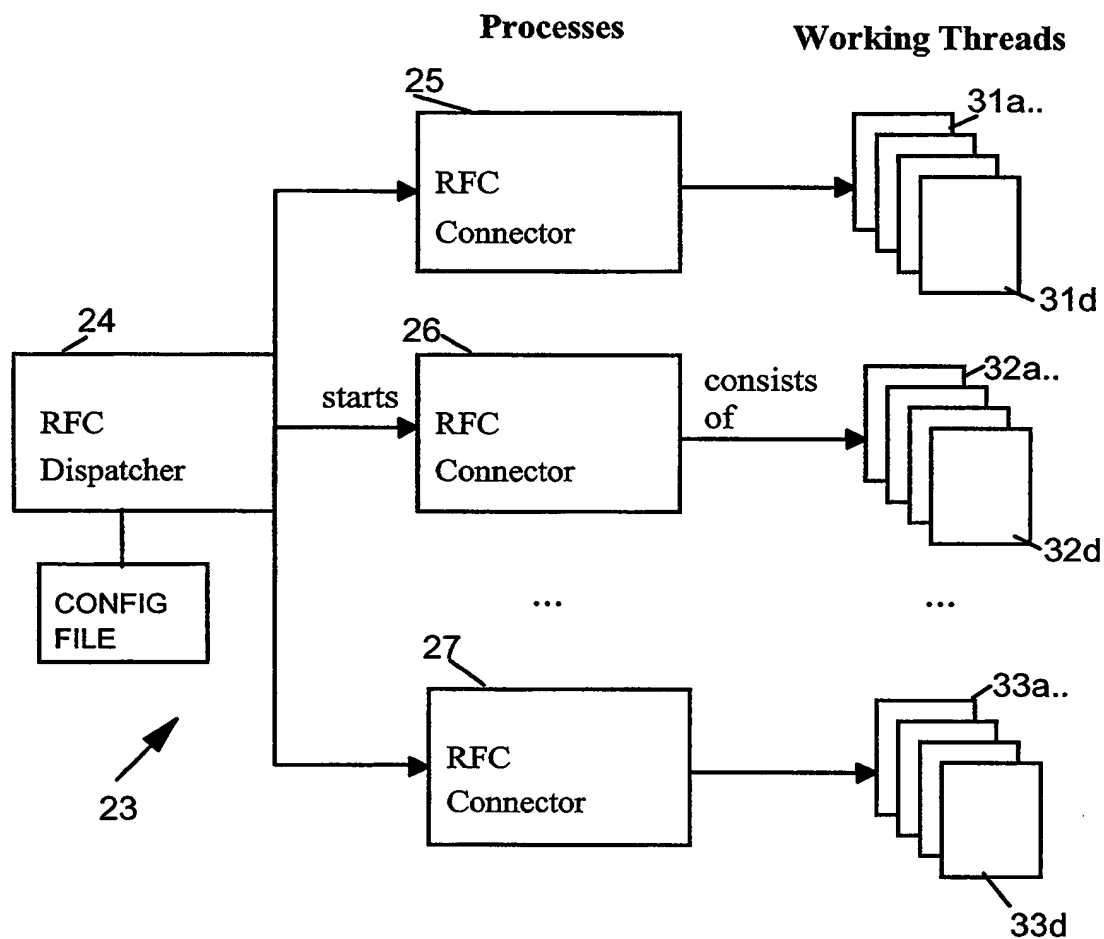 Processes
Working Threads
25
RFC
Connector
31a..
31d
24
RFC
Dispatcher
starts
26
RFC
Connector
consists
of
32a..
32d
CONFIG
FILE
...
...
23
27
RFC
Connector
33a..
33d